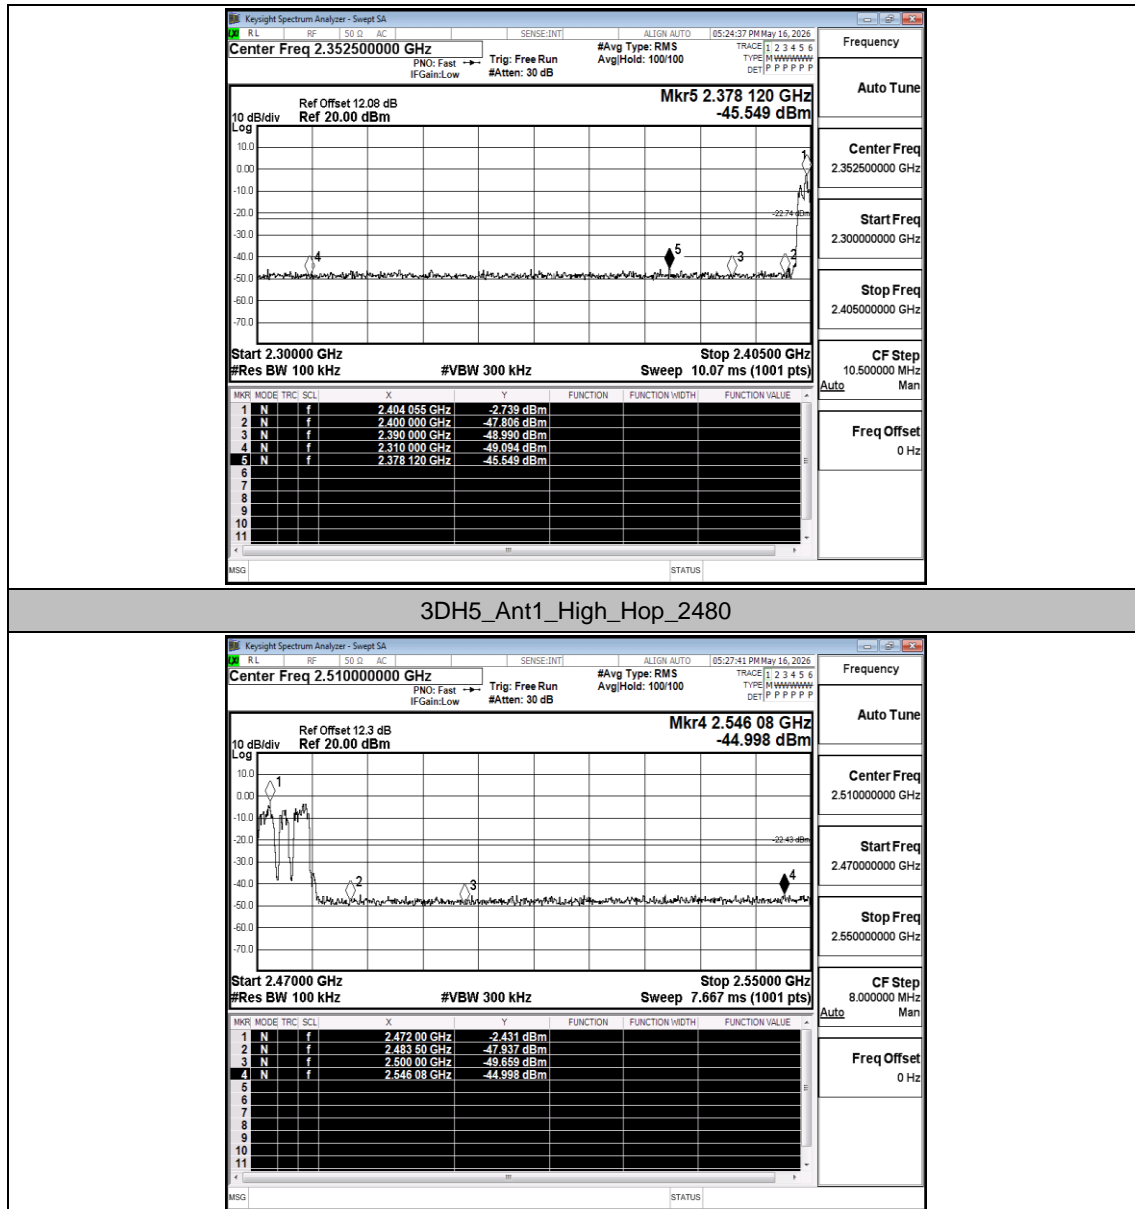 Keysight Spectrum Analyzer - Swept SA
RL RF 50 Ω AC SENSE:INT ALIGN AUTO 05:24:37 PM May 16, 2026
Center Freq 2.352500000 GHz #Avg Type: RMS TRACE 1 2 3 4 5 6
PNO: Fast Trig: Free Run Avg|Hold: 100/100 TYPE M WWWWW
IFGain:Low #Atten: 30 dB DET P P P P P P
Frequency
Auto Tune
Ref Offset 12.08 dB Mkr5 2.378 120 GHz
10 dB/div Ref 20.00 dBm -45.549 dBm
Log
10.0
0.00
-10.0
-20.0
-30.0
-40.0
-50.0
-60.0
-70.0
1
-22.74 dBm
4 5 3 2
Center Freq
2.352500000 GHz
Start Freq
2.300000000 GHz
Stop Freq
2.405000000 GHz
Start 2.30000 GHz Stop 2.40500 GHz
#Res BW 100 kHz #VBW 300 kHz Sweep 10.07 ms (1001 pts)
CF Step
10.500000 MHz
Auto Man
Freq Offset
0 Hz
MKR MODE TRC SCL X Y FUNCTION FUNCTION WIDTH FUNCTION VALUE
1 N f 2.404 055 GHz -2.739 dBm
2 N f 2.400 000 GHz -47.806 dBm
3 N f 2.390 000 GHz -48.990 dBm
4 N f 2.310 000 GHz -49.094 dBm
5 N f 2.378 120 GHz -45.549 dBm
6
7
8
9
10
11
MSG STATUS
3DH5_Ant1_High_Hop_2480
Keysight Spectrum Analyzer - Swept SA
RL RF 50 Ω AC SENSE:INT ALIGN AUTO 05:27:41 PM May 16, 2026
Center Freq 2.510000000 GHz #Avg Type: RMS TRACE 1 2 3 4 5 6
PNO: Fast Trig: Free Run Avg|Hold: 100/100 TYPE M WWWWW
IFGain:Low #Atten: 30 dB DET P P P P P P
Frequency
Auto Tune
Ref Offset 12.3 dB Mkr4 2.546 08 GHz
10 dB/div Ref 20.00 dBm -44.998 dBm
Log
10.0
0.00
-10.0
-20.0
-30.0
-40.0
-50.0
-60.0
-70.0
1
-22.43 dBm
2 3 4
Center Freq
2.510000000 GHz
Start Freq
2.470000000 GHz
Stop Freq
2.550000000 GHz
Start 2.47000 GHz Stop 2.55000 GHz
#Res BW 100 kHz #VBW 300 kHz Sweep 7.667 ms (1001 pts)
CF Step
8.000000 MHz
Auto Man
Freq Offset
0 Hz
MKR MODE TRC SCL X Y FUNCTION FUNCTION WIDTH FUNCTION VALUE
1 N f 2.472 00 GHz -2.431 dBm
2 N f 2.483 50 GHz -47.937 dBm
3 N f 2.500 00 GHz -49.659 dBm
4 N f 2.546 08 GHz -44.998 dBm
5
6
7
8
9
10
11
MSG STATUS